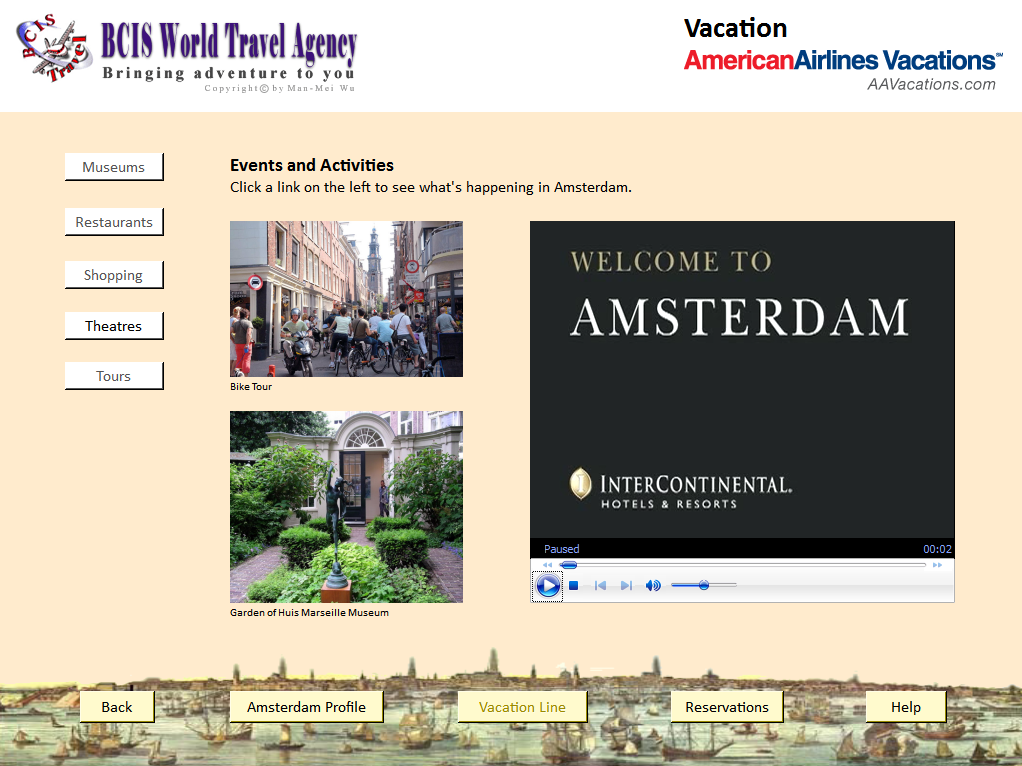 BCIS
Travel
BCIS World Travel Agency
Bringing adventure to you
Copyright© by Man-Mei Wu
Vacation
AmericanAirlines Vacations℠
AAVacations.com
Museums
Restaurants
Shopping
Theatres
Tours
Events and Activities
Click a link on the left to see what's happening in Amsterdam.
Bike Tour
Garden of Huis Marseille Museum
WELCOME TO
AMSTERDAM
INTERCONTINENTAL.
HOTELS & RESORTS
Paused
00:02
Back
Amsterdam Profile
Vacation Line
Reservations
Help